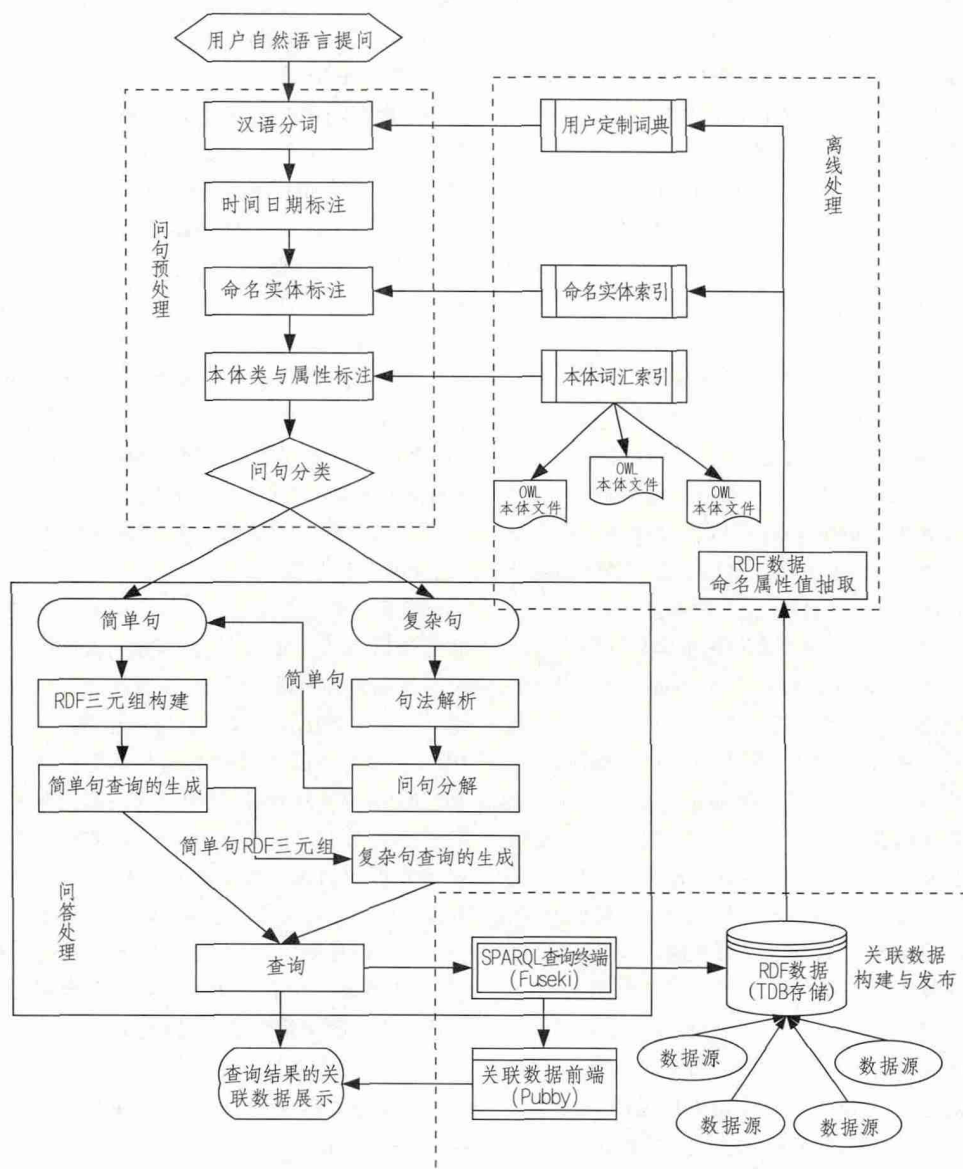 用户自然语言提问
汉语分词
用户定制词典
离线处理
时间日期标注
问句预处理
命名实体标注
命名实体索引
本体类与属性标注
本体词汇索引
问句分类
OWL
本体文件
OWL
本体文件
OWL
本体文件
RDF数据
命名属性值抽取
简单句
复杂句
简单句
RDF三元组构建
句法解析
简单句查询的生成
问句分解
简单句RDF三元组
复杂句查询的生成
问答处理
查询
SPARQL查询终端
(Fuseki)
RDF数据
(TDB存储)
关联数据
构建与发布
数据源
数据源
数据源
数据源
查询结果的关
联数据展示
关联数据前端
(Pubby)